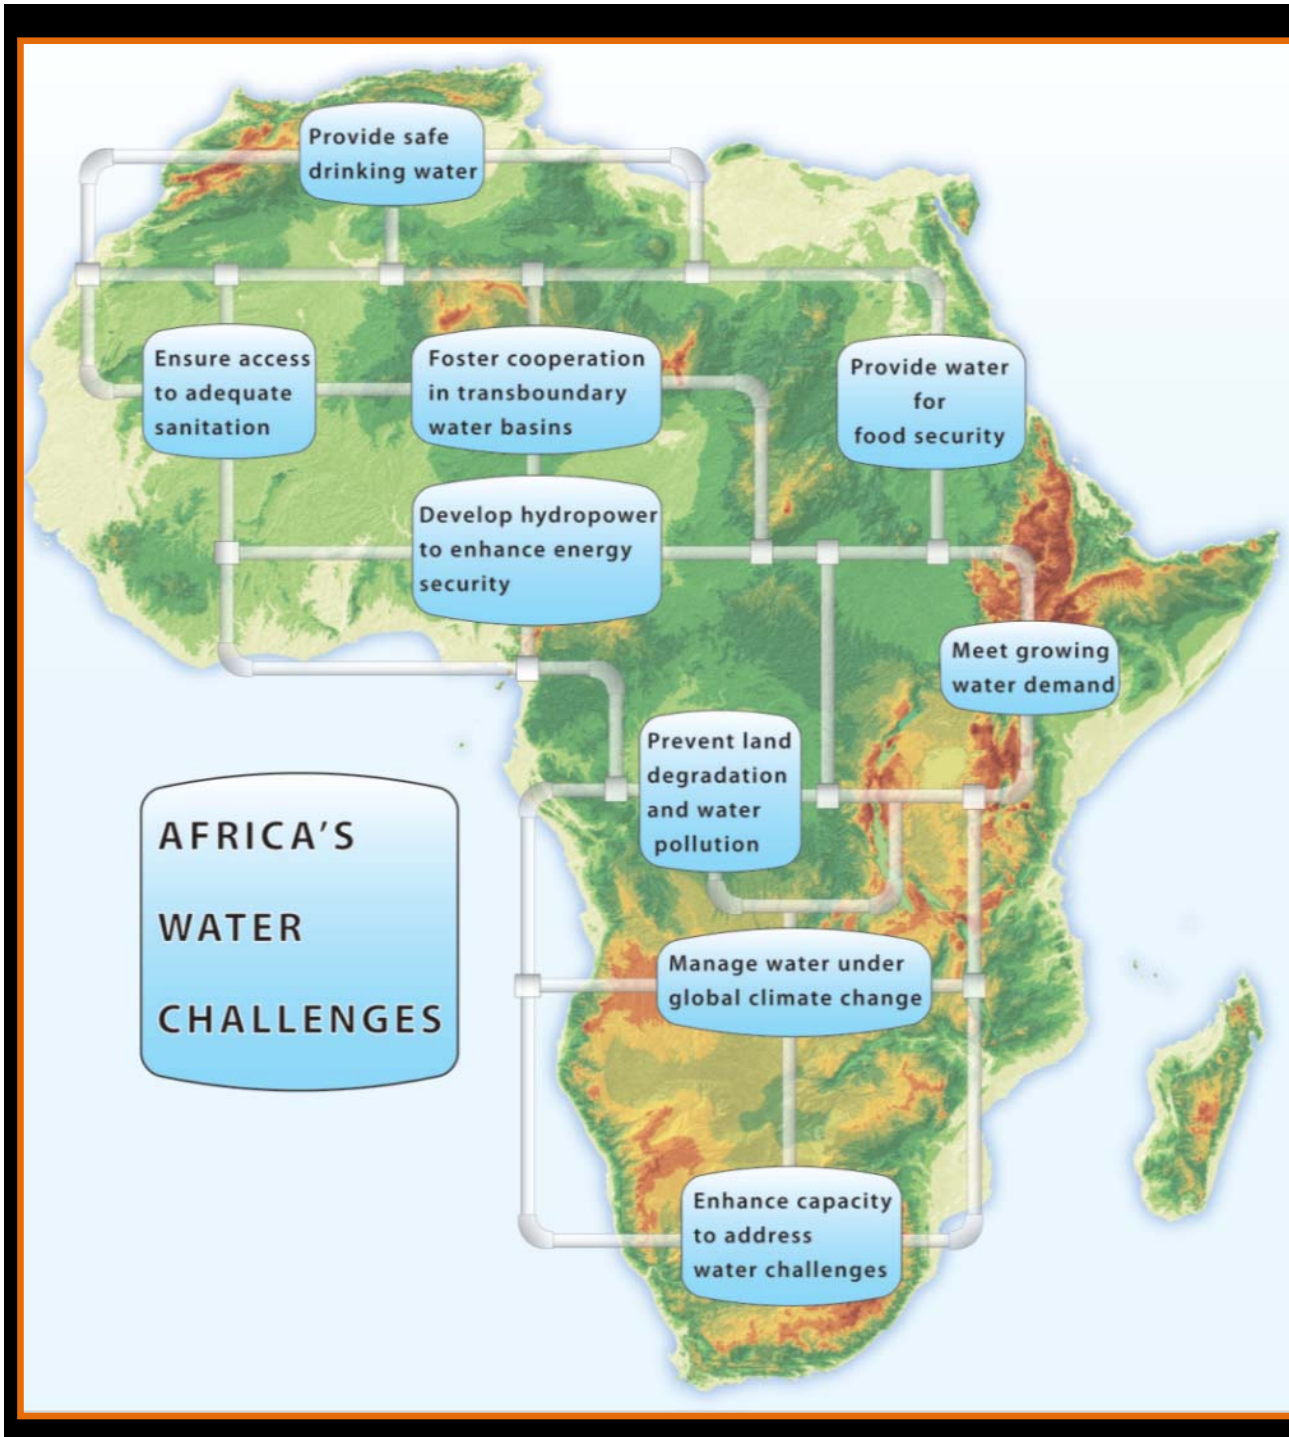 Provide safe
drinking water
Ensure access
to adequate
sanitation
Foster cooperation
in transboundary
water basins
Provide water
for
food security
Develop hydropower
to enhance energy
security
Meet growing
water demand
Prevent land
degradation
and water
pollution
AFRICA'S
WATER
CHALLENGES
Manage water under
global climate change
Enhance capacity
to address
water challenges